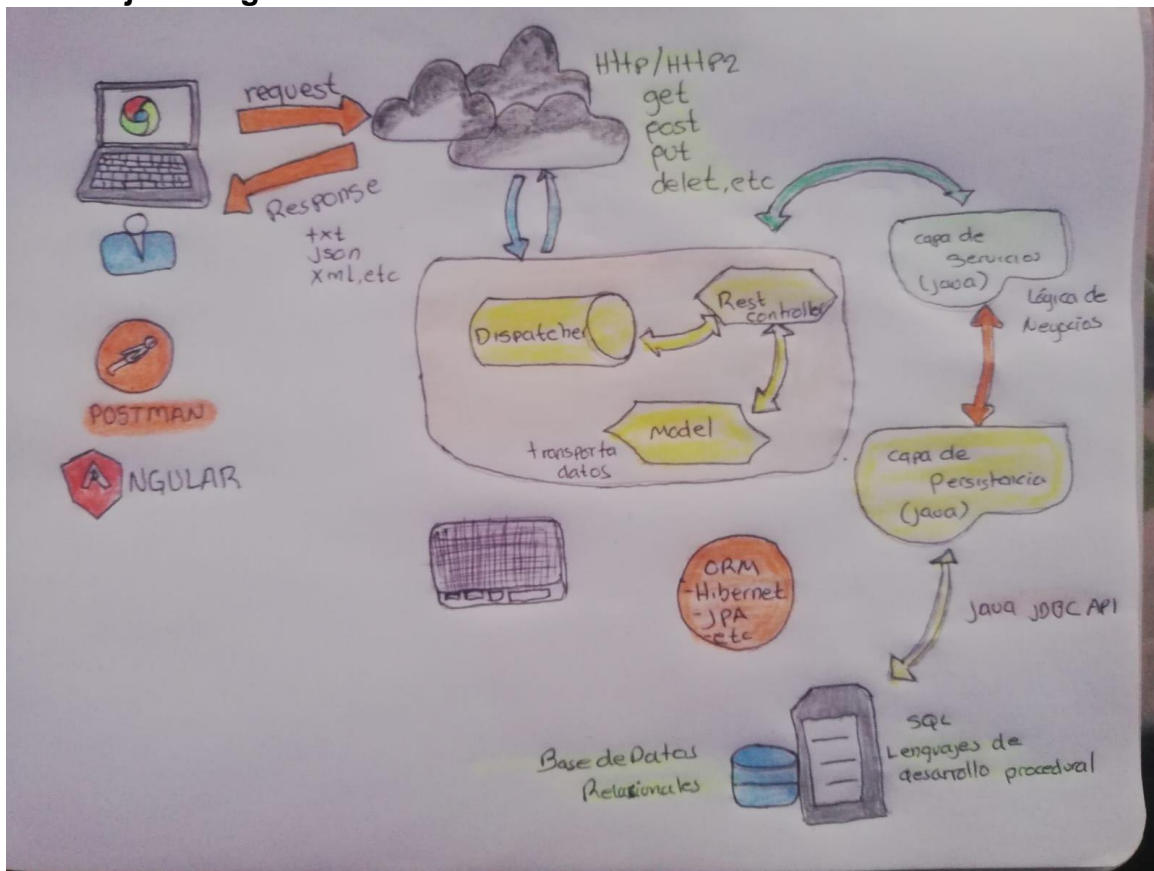 request
Response
txt
json
xml, etc
HttP/HttP2
get
post
put
delet, etc
Dispatcher
Rest
controller
Model
transporta
datos
capa de
servicios
(java)
Lógica de
Negocios
capa de
Persistencia
(java)
POSTMAN
ANGULAR
ORM
-Hibernet
-JPA
-etc
java JDBC API
SQL
Lenguajes de
desarrollo procedural
Base de Datos
Relacionales